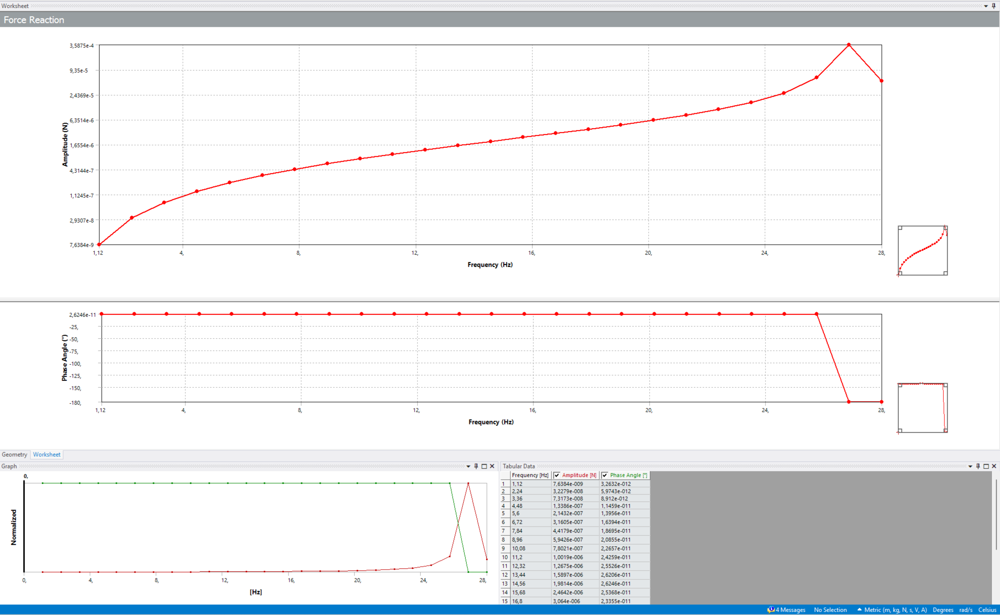 Worksheet
Force Reaction
3,5875e-4
9,35e-5
2,4369e-5
6,3514e-6
1,6554e-6
4,3144e-7
1,1245e-7
2,9307e-8
7,6384e-9
Amplitude (N)
1,12 4, 8, 12, 16, 20, 24, 28,
Frequency (Hz)
2,6246e-11
-25,
-50,
-75,
-100,
-125,
-150,
-180,
Phase Angle (°)
1,12 4, 8, 12, 16, 20, 24, 28,
Frequency (Hz)
Geometry Worksheet
Graph
0,
Normalized
0, 4, 8, 12, 16, 20, 24, 28,
[Hz]
Tabular Data
Frequency [Hz] Amplitude [N] Phase Angle [°]
1 1,12 7,6384e-009 3,2632e-012
2 2,24 3,2279e-008 5,9743e-012
3 3,36 7,3173e-008 8,912e-012
4 4,48 1,3386e-007 1,1459e-011
5 5,6 2,1432e-007 1,3956e-011
6 6,72 3,1605e-007 1,6394e-011
7 7,84 4,4179e-007 1,8695e-011
8 8,96 5,9426e-007 2,0855e-011
9 10,08 7,8021e-007 2,2657e-011
10 11,2 1,0019e-006 2,4259e-011
11 12,32 1,2675e-006 2,5526e-011
12 13,44 1,5897e-006 2,6206e-011
13 14,56 1,9814e-006 2,6246e-011
14 15,68 2,4642e-006 2,5368e-011
15 16,8 3,064e-006 2,3355e-011
4 Messages No Selection Metric (m, kg, N, s, V, A) Degrees rad/s Celsius